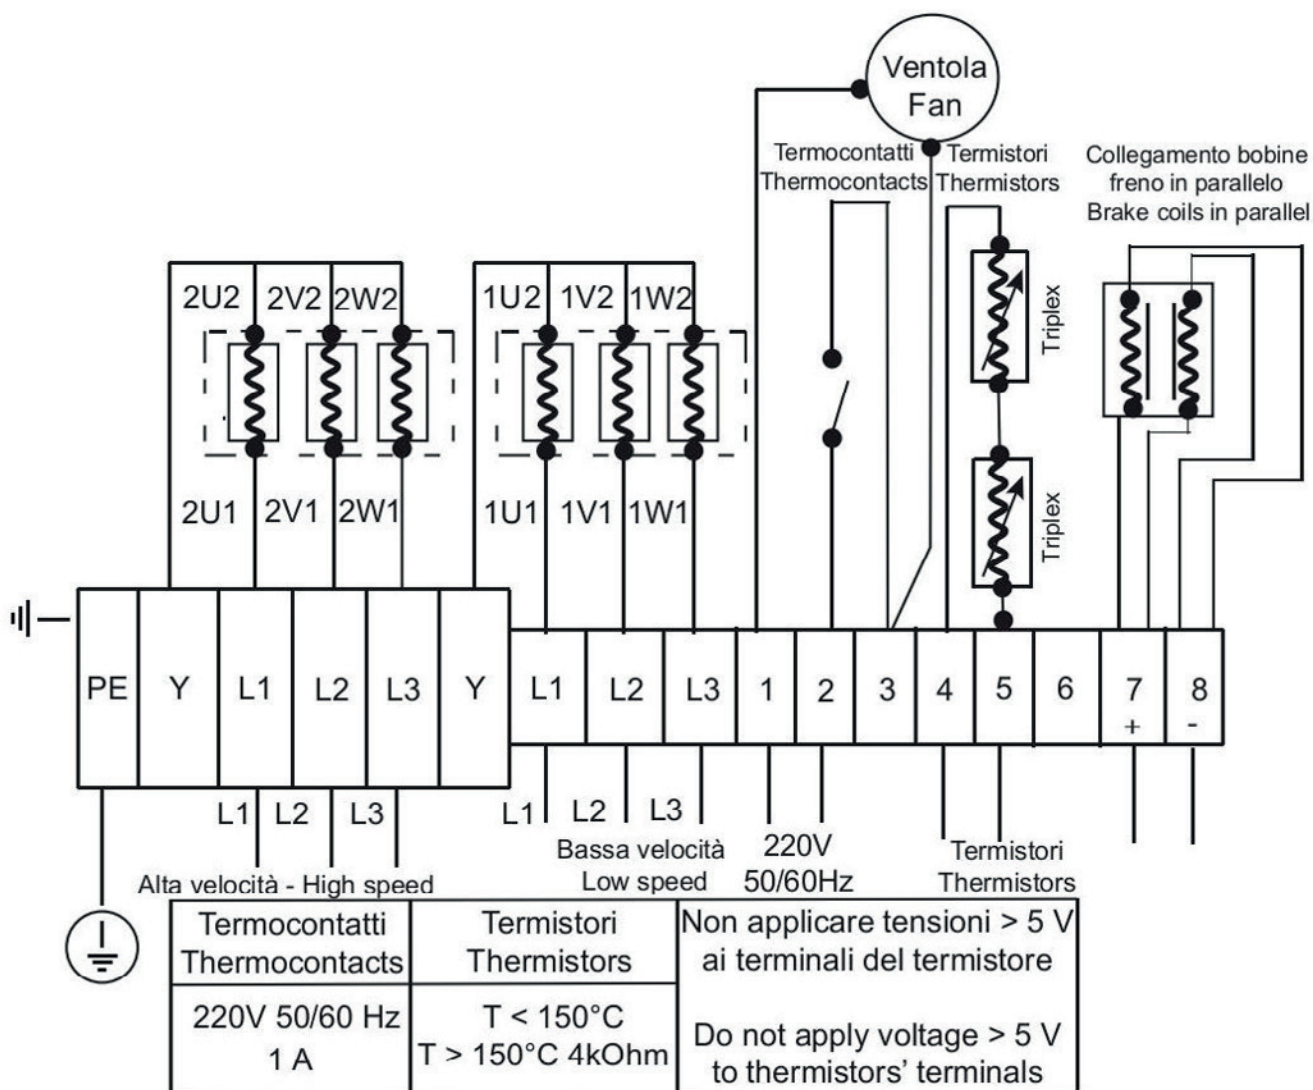 Ventola
Fan
Termocontatti
Thermocontacts
Termistori
Thermistors
Collegamento bobine
freno in parallelo
Brake coils in parallel
2U2 2V2 2W2
1U2 1V2 1W2
Triplex
2U1 2V1 2W1
1U1 1V1 1W1
Triplex
PE Y L1 L2 L3 Y L1 L2 L3 1 2 3 4 5 6 7 8
+ -
L1 L2 L3
L1 L2 L3
Alta velocità - High speed
Bassa velocità
Low speed
220V
50/60Hz
Termistori
Thermistors
Termocontatti
Thermocontacts
220V 50/60 Hz
1 A
Termistori
Thermistors
T < 150°C
T > 150°C 4kOhm
Non applicare tensioni > 5 V
ai terminali del termistore
Do not apply voltage > 5 V
to thermistors' terminals